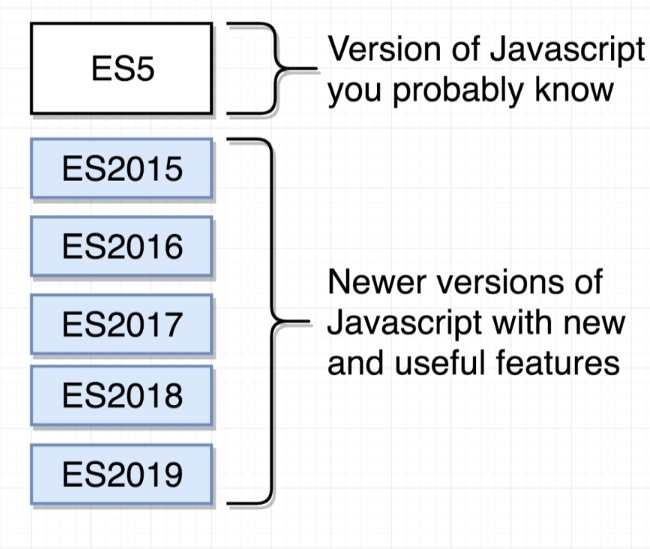 ES5
Version of Javascript
you probably know
ES2015
ES2016
ES2017
ES2018
ES2019
Newer versions of
Javascript with new
and useful features